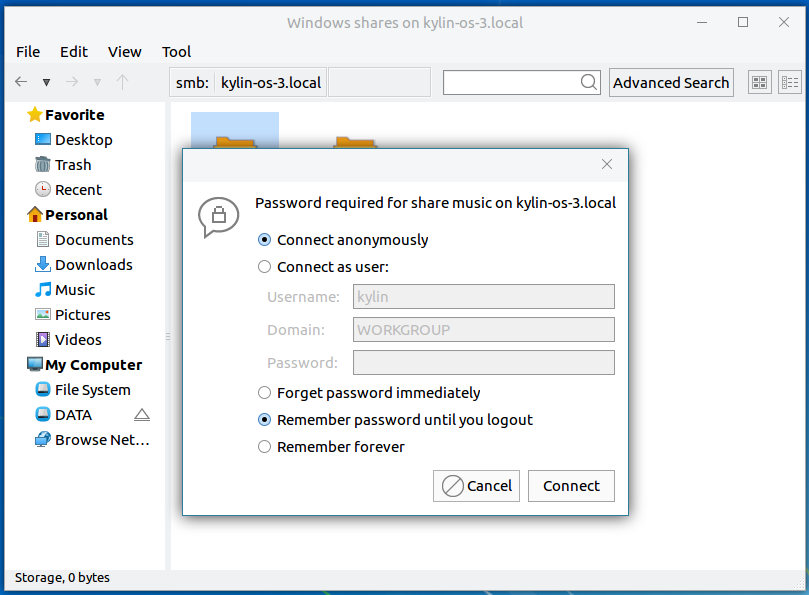 Windows shares on kylin-os-3.local
File Edit View Tool
smb: kylin-os-3.local Advanced Search
Favorite
Desktop
Trash
Recent
Personal
Documents
Downloads
Music
Pictures
Videos
My Computer
File System
DATA
Browse Net...
Password required for share music on kylin-os-3.local
Connect anonymously
Connect as user:
Username: kylin
Domain: WORKGROUP
Password:
Forget password immediately
Remember password until you logout
Remember forever
Cancel Connect
Storage, 0 bytes